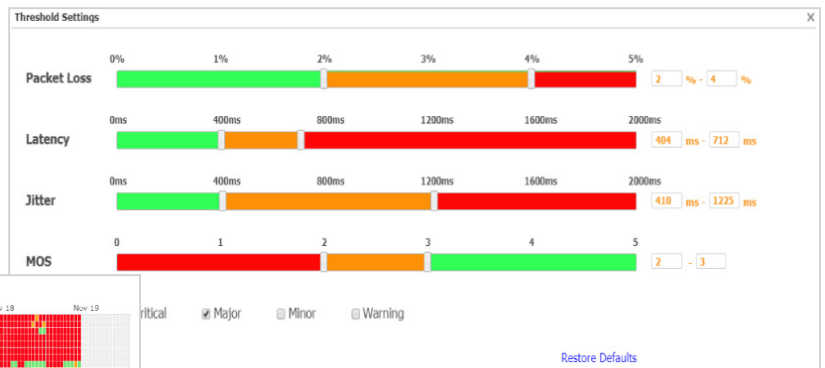 Threshold Settings X
0% 1% 2% 3% 4% 5%
Packet Loss 2 % - 4 %
0ms 400ms 800ms 1200ms 1600ms 2000ms
Latency 404 ms - 712 ms
0ms 400ms 800ms 1200ms 1600ms 2000ms
Jitter 410 ms - 1225 ms
0 1 2 3 4 5
MOS 2 - 3
18 Nov 19
ritical Major Minor Warning
Restore Defaults